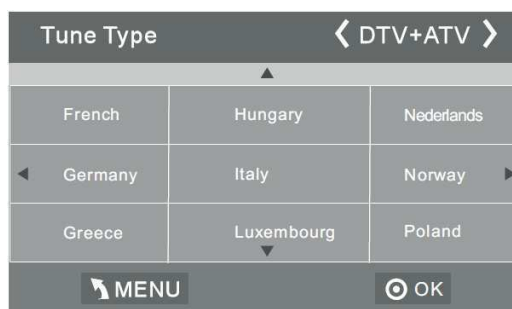 Tune Type DTV+ATV
French Hungary Nederlands
Germany Italy Norway
Greece Luxembourg Poland
MENU OK